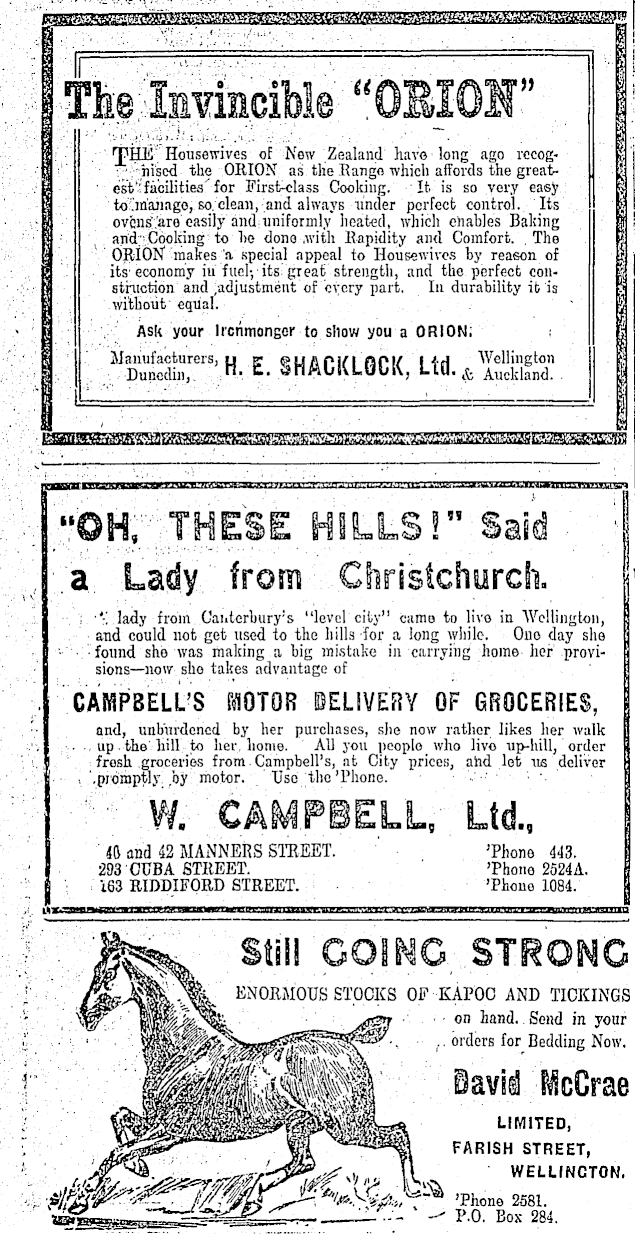 The Invincible "ORION"
THE Housewives of New Zealand have long ago recog-
nised the ORION as the Range which affords the great-
est facilities for First-class Cooking. It is so very easy
to manage, so clean, and always under perfect control. Its
ovens are easily and uniformly heated, which enables Baking
and Cooking to be done with Rapidity and Comfort. The
ORION makes a special appeal to Housewives by reason of
its economy in fuel; its great strength, and the perfect con-
struction and adjustment of every part. In durability it is
without equal.
Ask your Ironmonger to show you a ORION.
Manufacturers, Dunedin, H. E. SHACKLOCK, Ltd. Wellington & Auckland.
"OH, THESE HILLS!" Said
a Lady from Christchurch.
A lady from Canterbury's "level city" came to live in Wellington,
and could not get used to the hills for a long while. One day she
found she was making a big mistake in carrying home her provi-
sions—now she takes advantage of
CAMPBELL'S MOTOR DELIVERY OF GROCERIES,
and, unburdened by her purchases, she now rather likes her walk
up the hill to her home. All you people who live up-hill, order
fresh groceries from Campbell's, at City prices, and let us deliver
promptly by motor. Use the 'Phone.
W. CAMPBELL, Ltd.,
40 and 42 MANNERS STREET. 'Phone 443.
293 CUBA STREET. 'Phone 2524A.
163 RIDDIFORD STREET. 'Phone 1084.
Still GOING STRONG
ENORMOUS STOCKS OF KAPOC AND TICKINGS
on hand. Send in your
orders for Bedding Now.
David McCrae
LIMITED,
FARISH STREET,
WELLINGTON.
'Phone 2581.
P.O. Box 284.